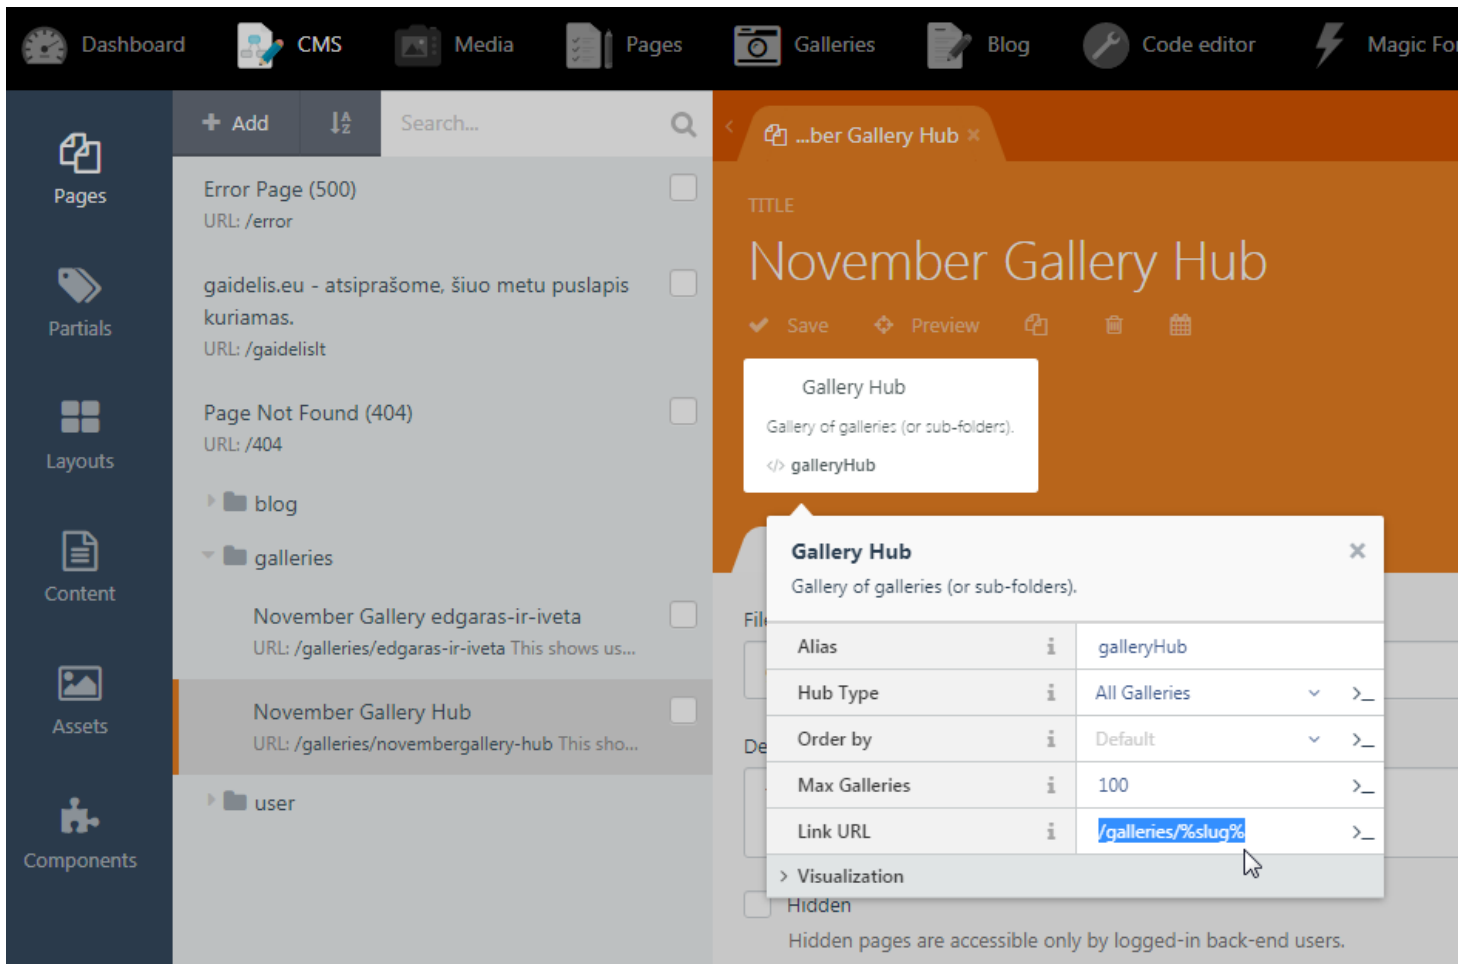 Dashboard
CMS
Media
Pages
Galleries
Blog
Code editor
Magic For
Pages
Partials
Layouts
Content
Assets
Components
+ Add
Search...
Error Page (500)
URL: /error
gaidelis.eu - atsiprašome, šiuo metu puslapis
kuriamas.
URL: /gaidelislt
Page Not Found (404)
URL: /404
blog
galleries
November Gallery edgaras-ir-iveta
URL: /galleries/edgaras-ir-iveta This shows us...
November Gallery Hub
URL: /galleries/novembergallery-hub This sho...
user
...ber Gallery Hub ×
TITLE
November Gallery Hub
Save
Preview
Gallery Hub
Gallery of galleries (or sub-folders).
</> galleryHub
Gallery Hub
×
Gallery of galleries (or sub-folders).
File
Alias
galleryHub
Hub Type
All Galleries
>_
De
Order by
Default
>_
Max Galleries
100
>_
Link URL
/galleries/%slug%
>_
> Visualization
Hidden
Hidden pages are accessible only by logged-in back-end users.